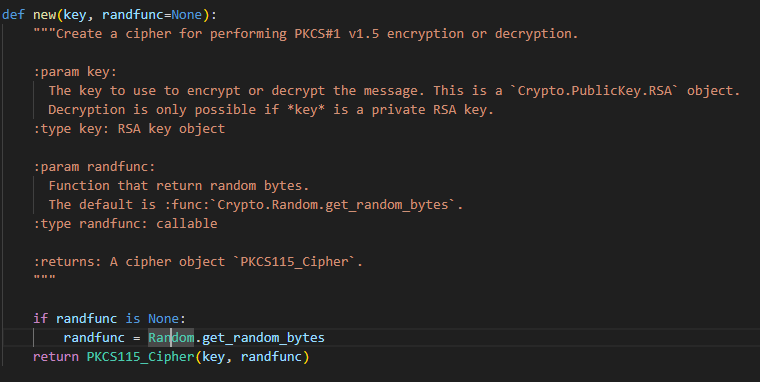 def new(key, randfunc=None):
"""Create a cipher for performing PKCS#1 v1.5 encryption or decryption.
:param key:
The key to use to encrypt or decrypt the message. This is a `Crypto.PublicKey.RSA` object.
Decryption is only possible if *key* is a private RSA key.
:type key: RSA key object
:param randfunc:
Function that return random bytes.
The default is :func:`Crypto.Random.get_random_bytes`.
:type randfunc: callable
:returns: A cipher object `PKCS115_Cipher`.
"""
if randfunc is None:
randfunc = Random.get_random_bytes
return PKCS115_Cipher(key, randfunc)